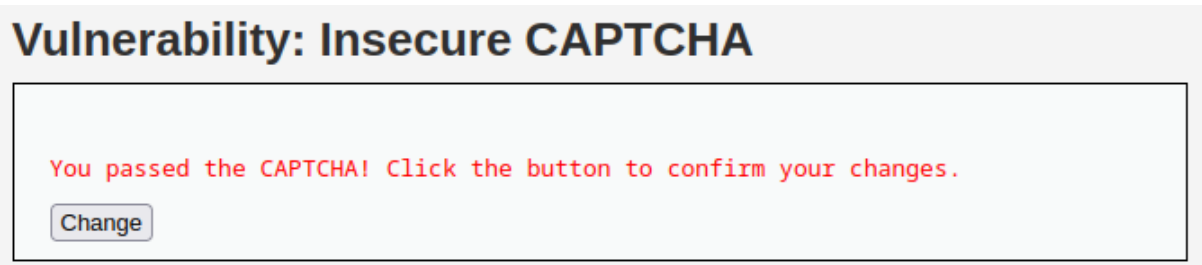 Vulnerability: Insecure CAPTCHA
You passed the CAPTCHA! Click the button to confirm your changes.
Change